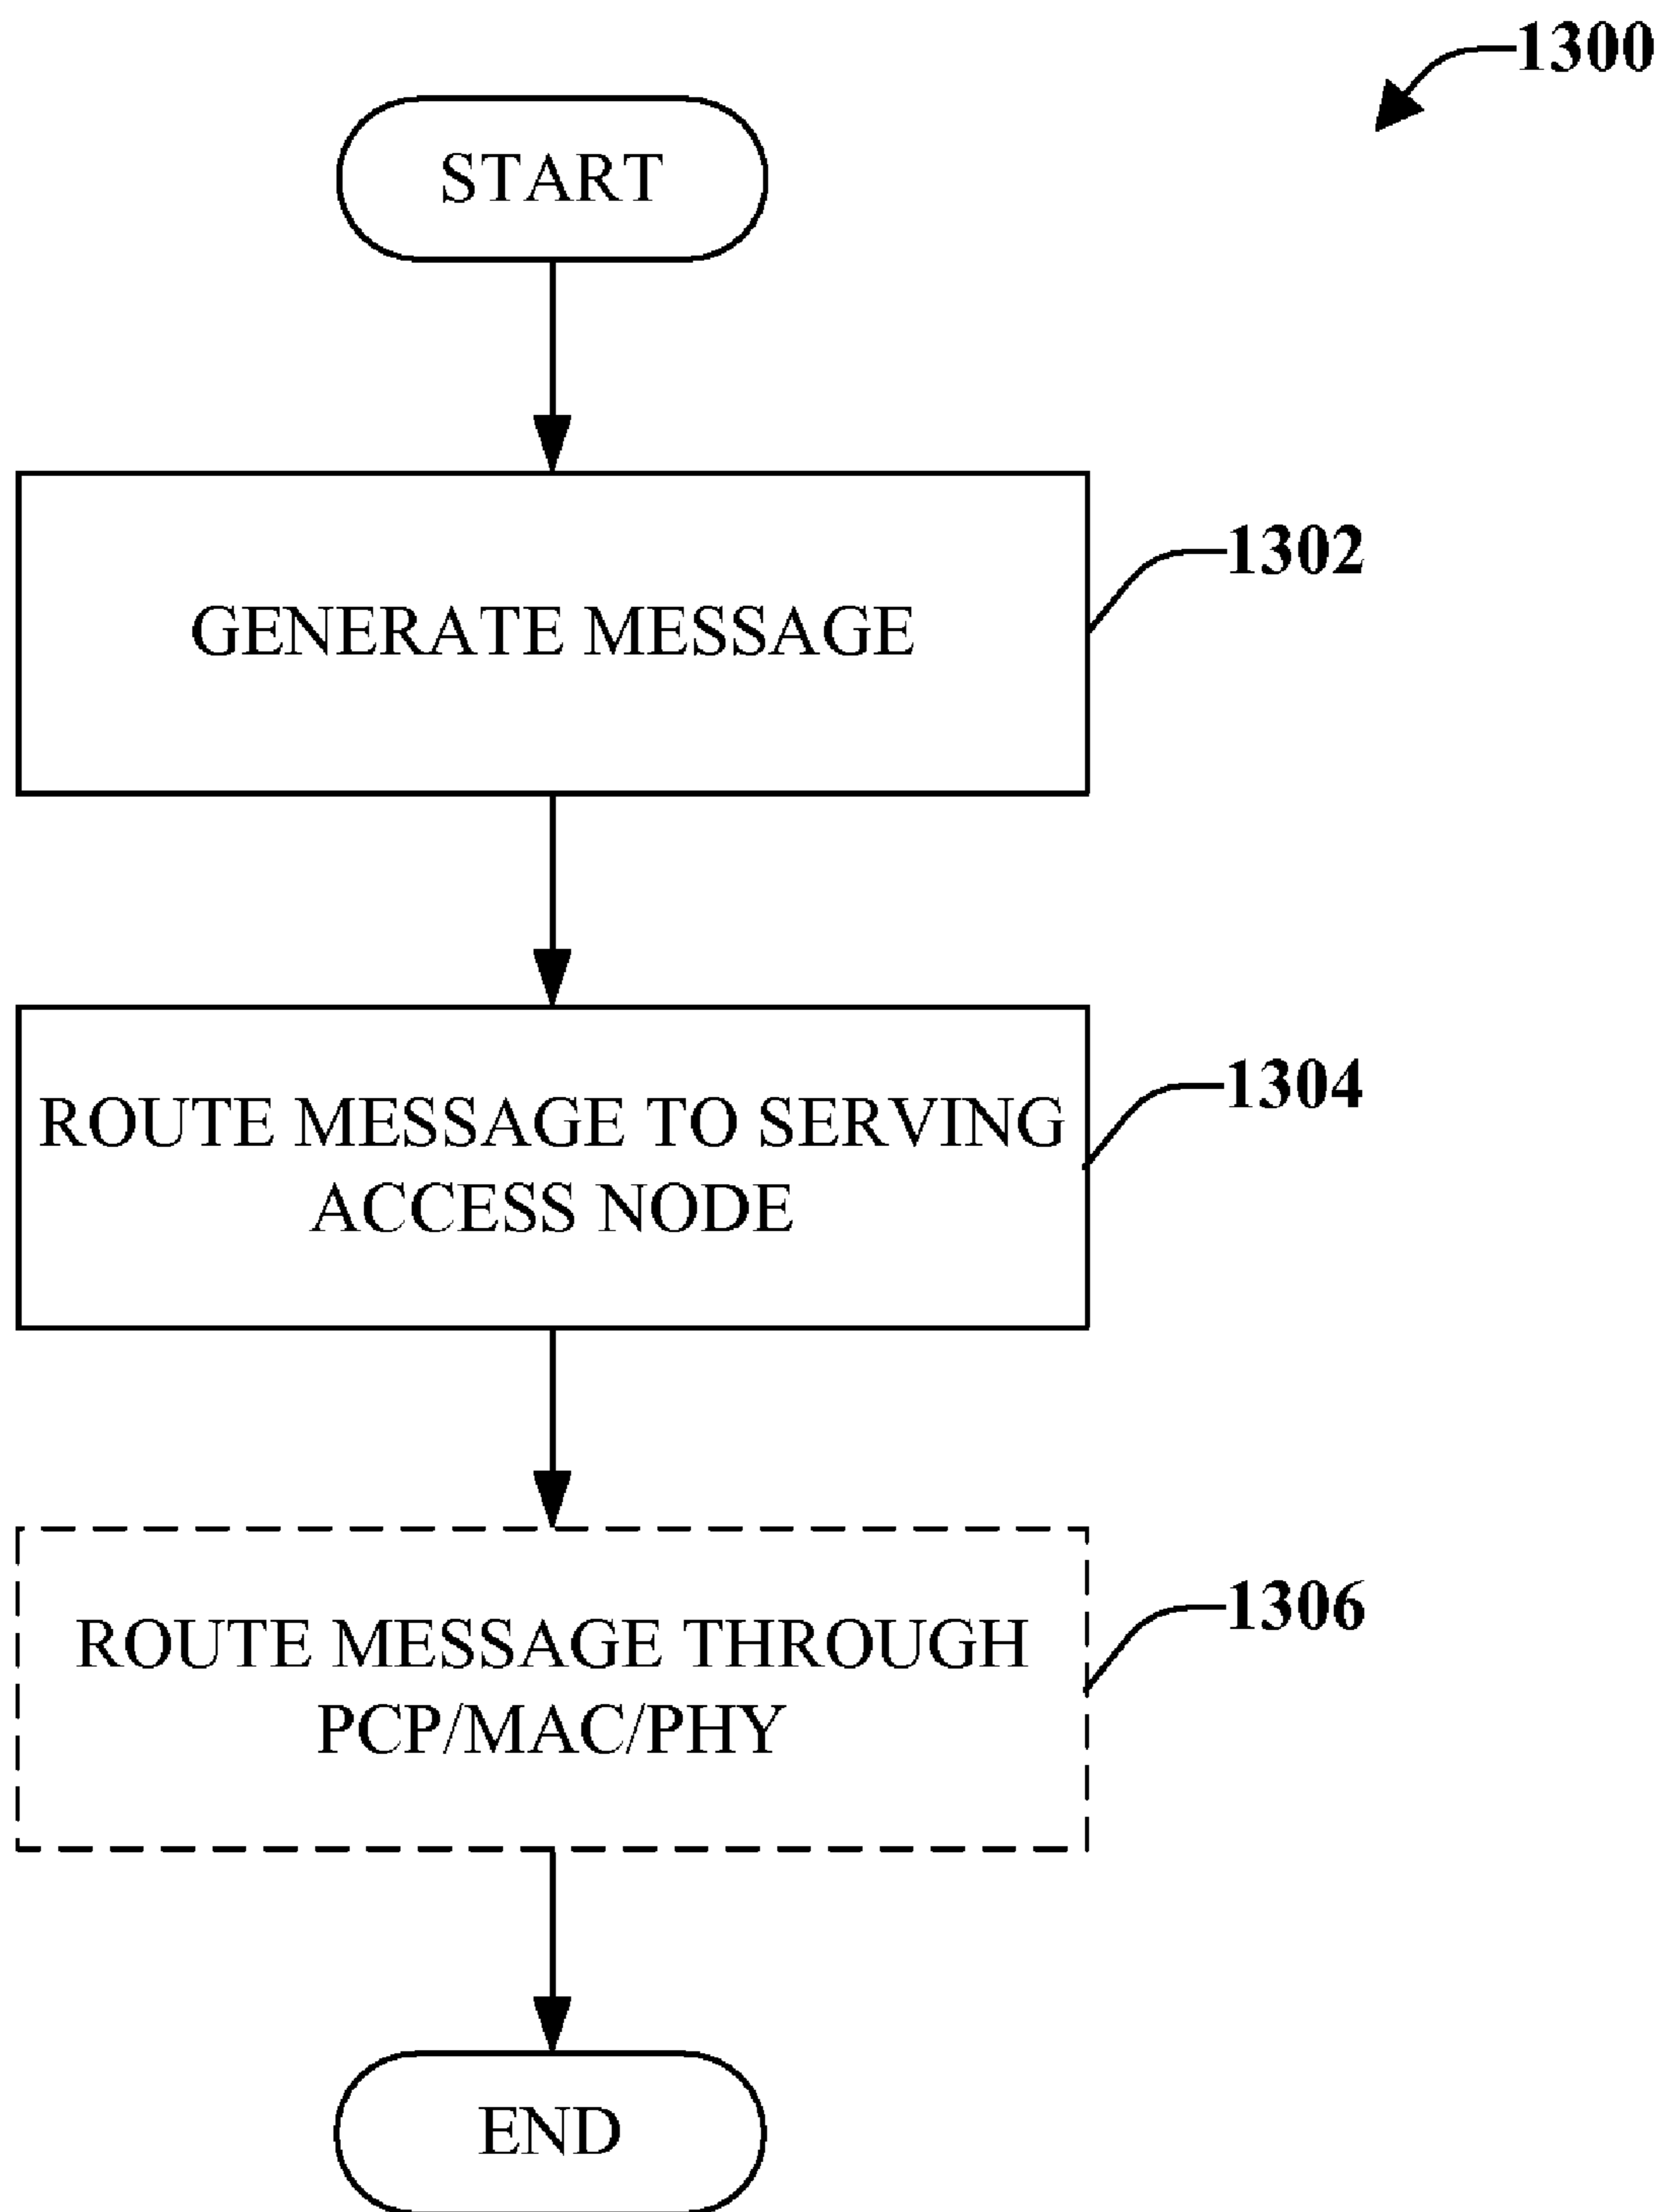 1300
START
GENERATE MESSAGE
1302
ROUTE MESSAGE TO SERVING
ACCESS NODE
1304
ROUTE MESSAGE THROUGH
PCP/MAC/PHY
1306
END